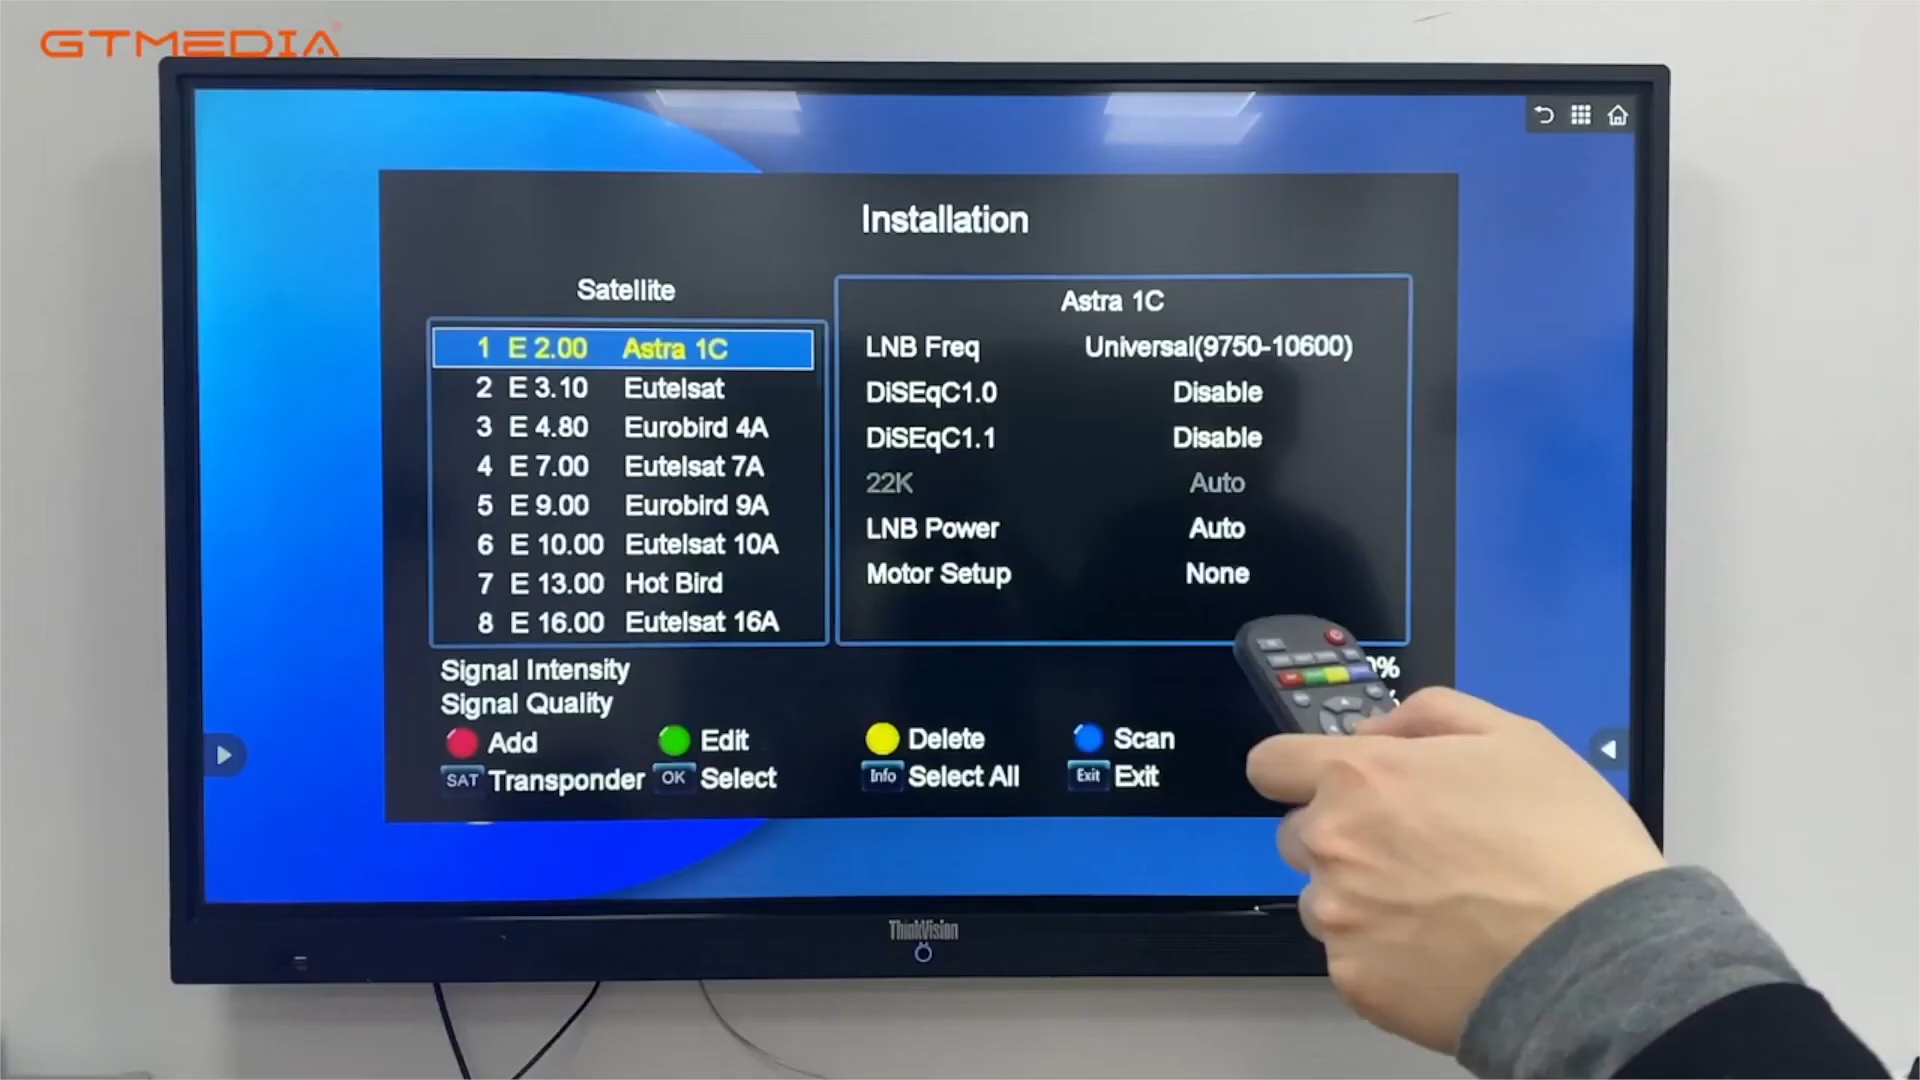 GTMEDIA
Installation
Satellite
1 E 2.00 Astra 1C
2 E 3.10 Eutelsat
3 E 4.80 Eurobird 4A
4 E 7.00 Eutelsat 7A
5 E 9.00 Eurobird 9A
6 E 10.00 Eutelsat 10A
7 E 13.00 Hot Bird
8 E 16.00 Eutelsat 16A
Astra 1C
LNB Freq Universal(9750-10600)
DiSEqC1.0 Disable
DiSEqC1.1 Disable
22K Auto
LNB Power Auto
Motor Setup None
Signal Intensity
Signal Quality
Add Edit Delete Scan
SAT Transponder OK Select Info Select All Exit Exit
ThinkVision